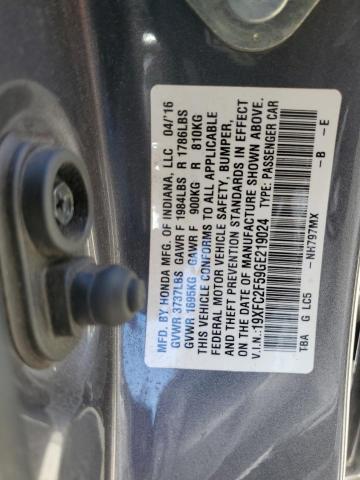 MFD. BY HONDA MFG. OF INDIANA, LLC 04/16
GVWR 3737LBS GAWR F 1984LBS R 1786LBS
GVWR 1695KG GAWR F 900KG R 810KG
THIS VEHICLE CONFORMS TO ALL APPLICABLE
FEDERAL MOTOR VEHICLE SAFETY, BUMPER,
AND THEFT PREVENTION STANDARDS IN EFFECT
ON THE DATE OF MANUFACTURE SHOWN ABOVE.
V.I.N.:19XFC2F59GE219024 TYPE: PASSENGER CAR
TBA G LC5 -NH797MX -B -E